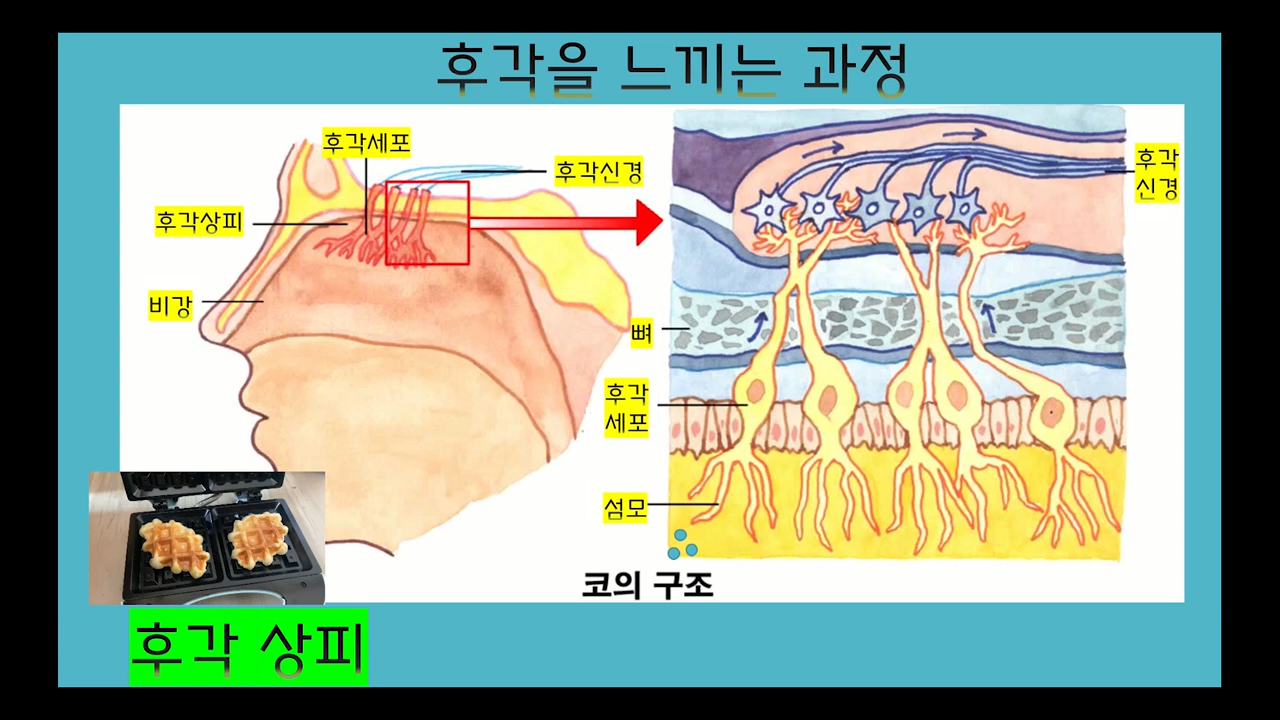 후각을 느끼는 과정
후각세포
후각신경
후각상피
비강
후각
신경
뼈
후각
세포
섬모
코의 구조
후각 상피